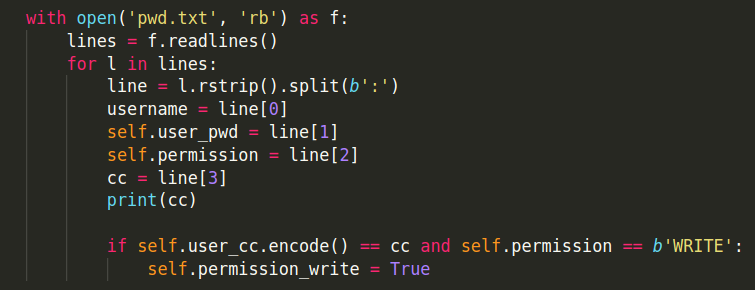 with open('pwd.txt', 'rb') as f:
    lines = f.readlines()
    for l in lines:
        line = l.rstrip().split(b':')
        username = line[0]
        self.user_pwd = line[1]
        self.permission = line[2]
        cc = line[3]
        print(cc)

        if self.user_cc.encode() == cc and self.permission == b'WRITE':
            self.permission_write = True